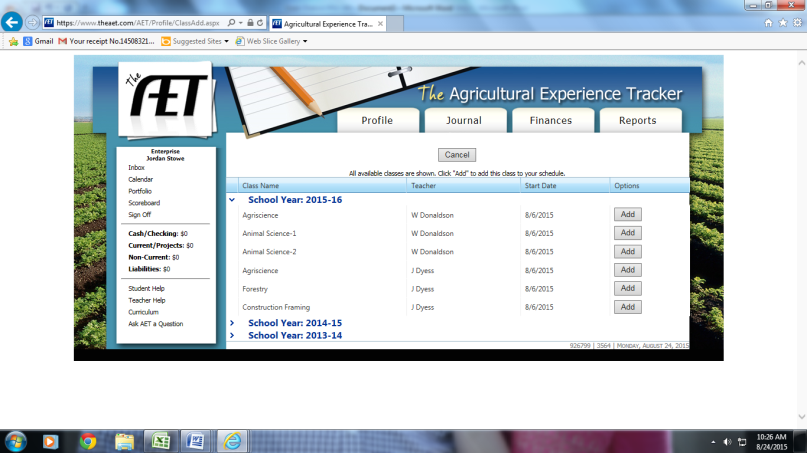 https://www.theaet.com/AET/Profile/ClassAdd.aspx
Agricultural Experience Tra...
Gmail
Your receipt No.14508321...
Suggested Sites
Web Slice Gallery
The AET
The Agricultural Experience Tracker
Profile Journal Finances Reports
Enterprise
Jordan Stowe
Inbox
Calendar
Portfolio
Scoreboard
Sign Off
Cash/Checking: $0
Current/Projects: $0
Non-Current: $0
Liabilities: $0
Student Help
Teacher Help
Curriculum
Ask AET a Question
Cancel
All available classes are shown. Click "Add" to add this class to your schedule.
Class Name Teacher Start Date Options
School Year: 2015-16
Agriscience W Donaldson 8/6/2015 Add
Animal Science-1 W Donaldson 8/6/2015 Add
Animal Science-2 W Donaldson 8/6/2015 Add
Agriscience J Dyess 8/6/2015 Add
Forestry J Dyess 8/6/2015 Add
Construction Framing J Dyess 8/6/2015 Add
School Year: 2014-15
School Year: 2013-14
926799 | 3564 | Monday, August 24, 2015
10:26 AM
8/24/2015